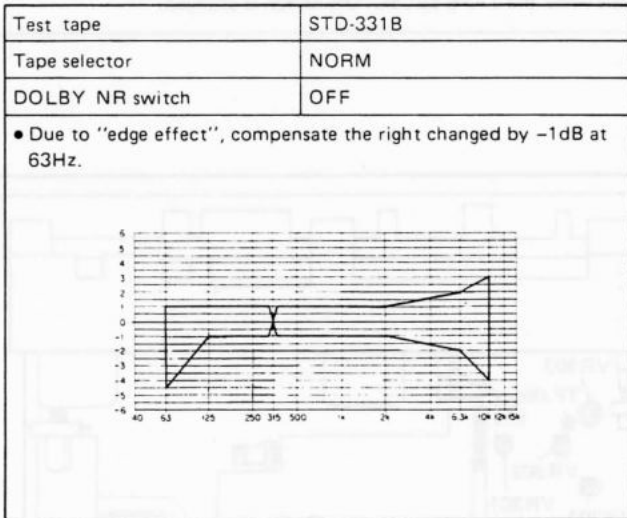 Test tape STD-331B
Tape selector NORM
DOLBY NR switch OFF
• Due to "edge effect", compensate the right changed by –1dB at
63Hz.
6
5
4
3
2
1
0
-1
-2
-3
-4
-5
-6
40 63 125 250 315 500 1k 2k 4k 6.3k 10k 12k 15k